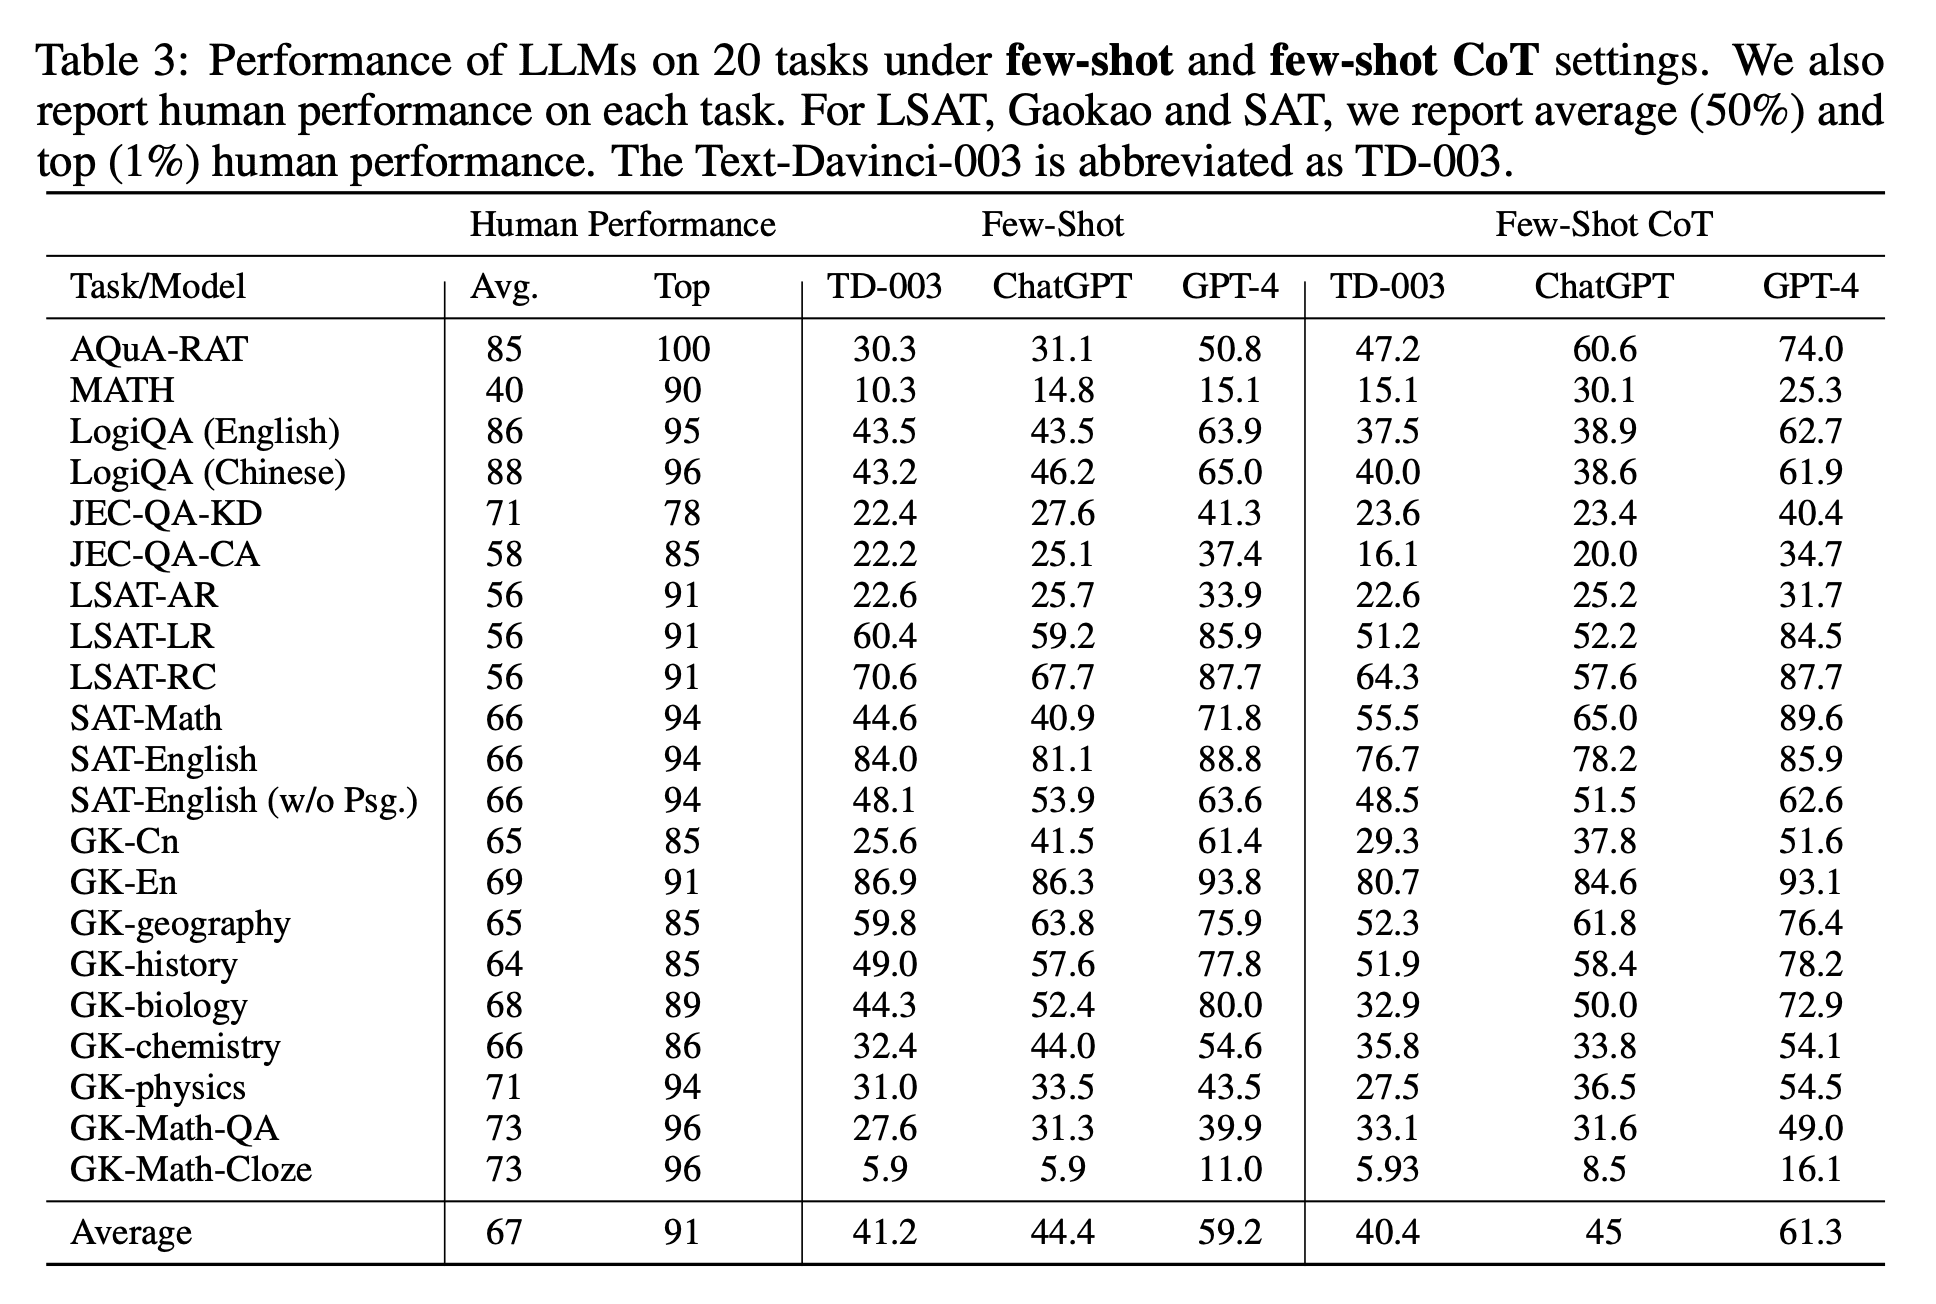 Table 3: Performance of LLMs on 20 tasks under few-shot and few-shot CoT settings. We also
report human performance on each task. For LSAT, Gaokao and SAT, we report average (50%) and
top (1%) human performance. The Text-Davinci-003 is abbreviated as TD-003.
Human Performance Few-Shot Few-Shot CoT
Task/Model Avg. Top TD-003 ChatGPT GPT-4 TD-003 ChatGPT GPT-4
AQuA-RAT 85 100 30.3 31.1 50.8 47.2 60.6 74.0
MATH 40 90 10.3 14.8 15.1 15.1 30.1 25.3
LogiQA (English) 86 95 43.5 43.5 63.9 37.5 38.9 62.7
LogiQA (Chinese) 88 96 43.2 46.2 65.0 40.0 38.6 61.9
JEC-QA-KD 71 78 22.4 27.6 41.3 23.6 23.4 40.4
JEC-QA-CA 58 85 22.2 25.1 37.4 16.1 20.0 34.7
LSAT-AR 56 91 22.6 25.7 33.9 22.6 25.2 31.7
LSAT-LR 56 91 60.4 59.2 85.9 51.2 52.2 84.5
LSAT-RC 56 91 70.6 67.7 87.7 64.3 57.6 87.7
SAT-Math 66 94 44.6 40.9 71.8 55.5 65.0 89.6
SAT-English 66 94 84.0 81.1 88.8 76.7 78.2 85.9
SAT-English (w/o Psg.) 66 94 48.1 53.9 63.6 48.5 51.5 62.6
GK-Cn 65 85 25.6 41.5 61.4 29.3 37.8 51.6
GK-En 69 91 86.9 86.3 93.8 80.7 84.6 93.1
GK-geography 65 85 59.8 63.8 75.9 52.3 61.8 76.4
GK-history 64 85 49.0 57.6 77.8 51.9 58.4 78.2
GK-biology 68 89 44.3 52.4 80.0 32.9 50.0 72.9
GK-chemistry 66 86 32.4 44.0 54.6 35.8 33.8 54.1
GK-physics 71 94 31.0 33.5 43.5 27.5 36.5 54.5
GK-Math-QA 73 96 27.6 31.3 39.9 33.1 31.6 49.0
GK-Math-Cloze 73 96 5.9 5.9 11.0 5.93 8.5 16.1
Average 67 91 41.2 44.4 59.2 40.4 45 61.3